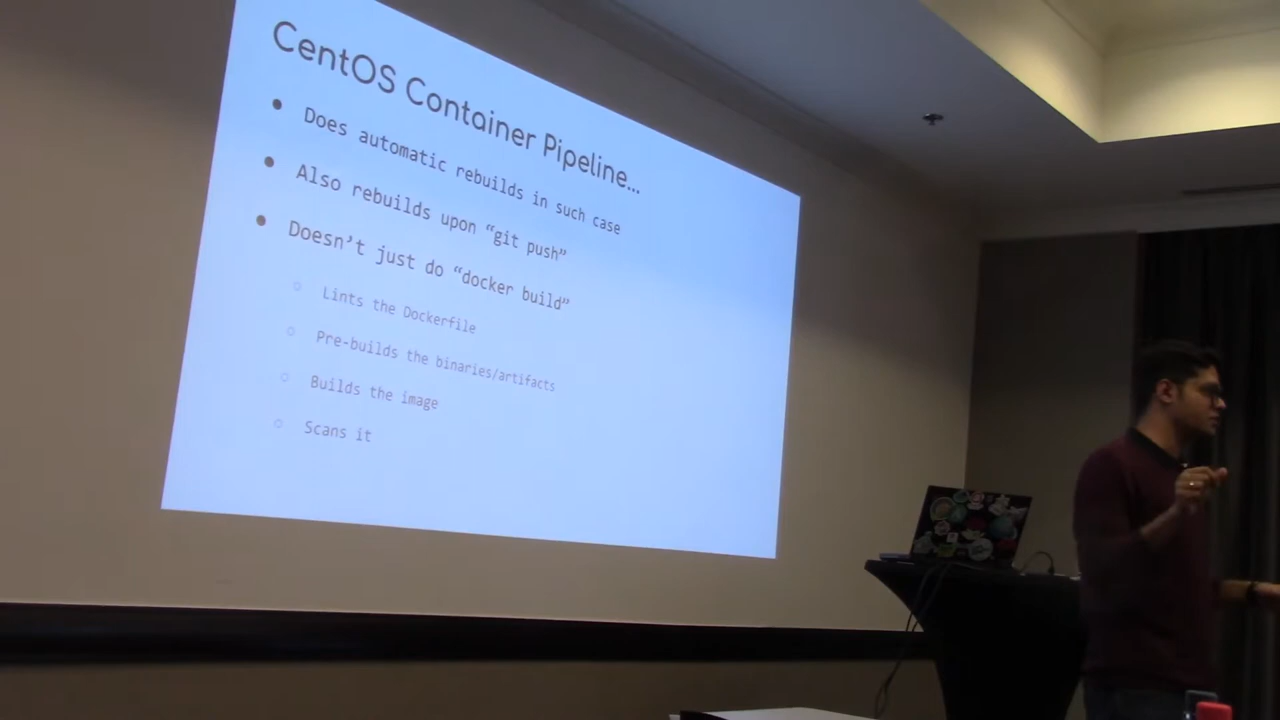 CentOS Container Pipeline...
• Does automatic rebuilds in such case
• Also rebuilds upon “git push”
• Doesn’t just do “docker build”
○ Lints the Dockerfile
○ Pre-builds the binaries/artifacts
○ Builds the image
○ Scans it